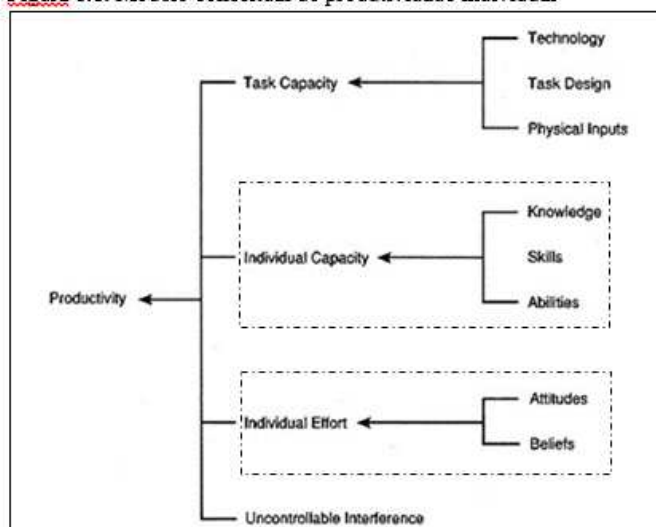 Technology
Task Capacity
Task Design
Physical Inputs
Knowledge
Individual Capacity
Skills
Productivity
Abilities
Attitudes
Individual Effort
Beliefs
Uncontrollable Interference